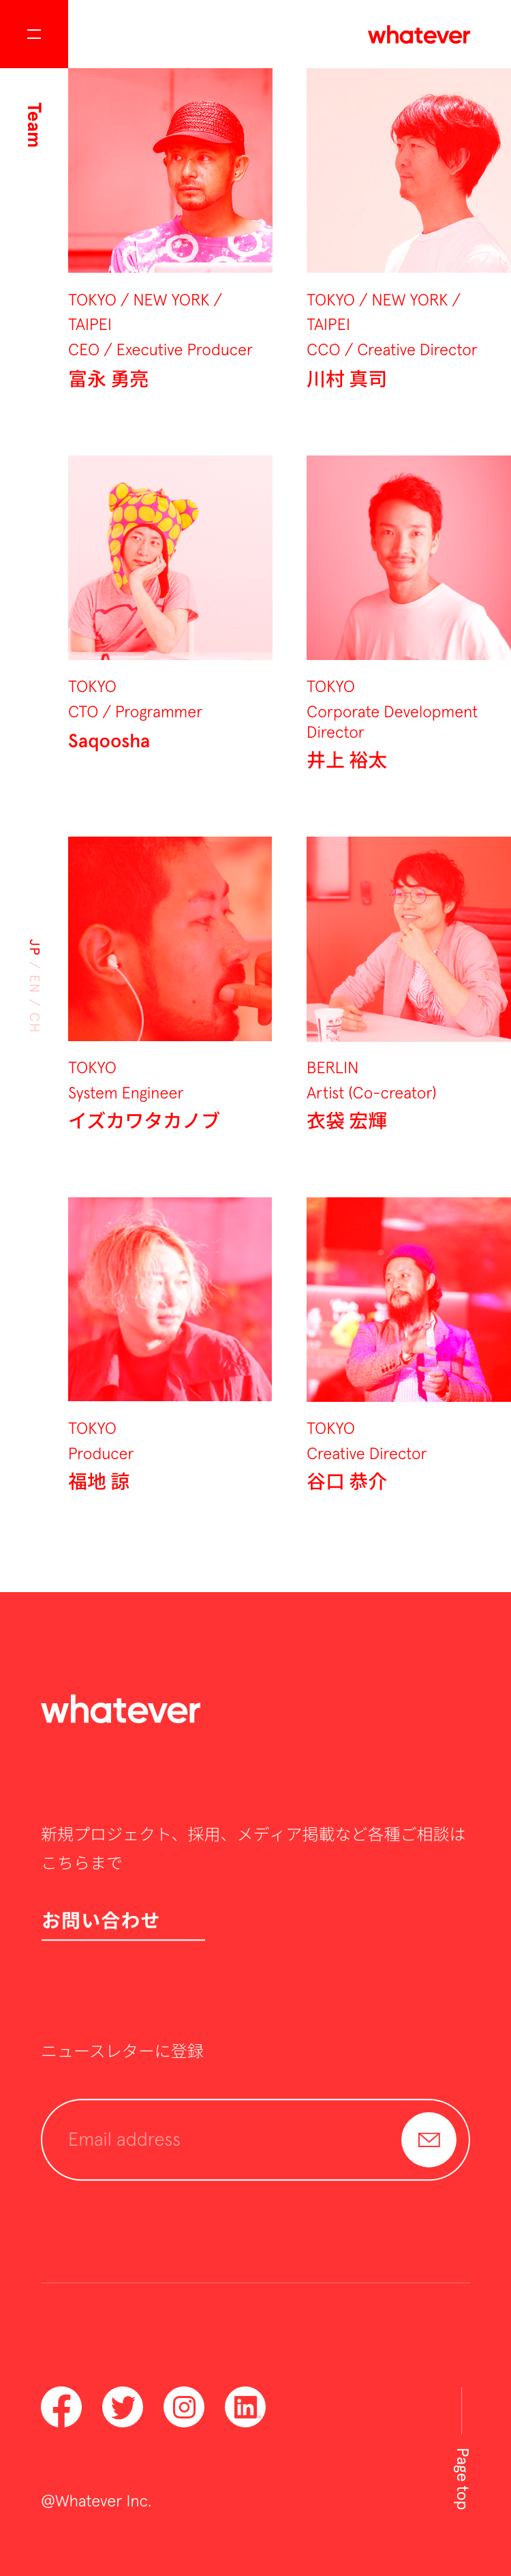 whatever
Team
TOKYO / NEW YORK /
TAIPEI
CEO / Executive Producer
富永 勇亮
TOKYO / NEW YORK /
TAIPEI
CCO / Creative Director
川村 真司
TOKYO
CTO / Programmer
Saqoosha
TOKYO
Corporate Development
Director
井上 裕太
JP / EN / CH
TOKYO
System Engineer
イズカワタカノブ
BERLIN
Artist (Co-creator)
衣袋 宏輝
TOKYO
Producer
福地 諒
TOKYO
Creative Director
谷口 恭介
whatever
新規プロジェクト、採用、メディア掲載など各種ご相談は
こちらまで
お問い合わせ
ニュースレターに登録
Email address
Page top
@Whatever Inc.